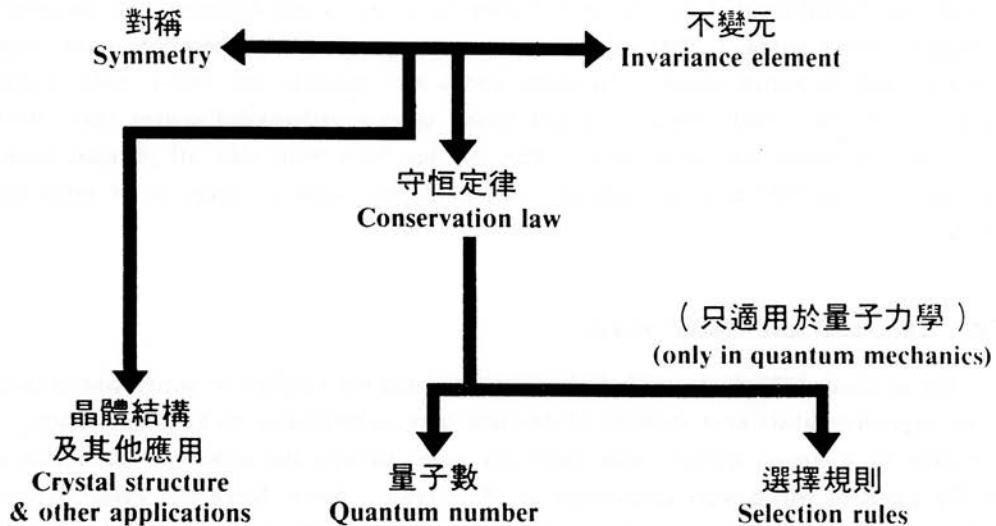 對稱
Symmetry
不變元
Invariance element
守恒定律
Conservation law
(只適用於量子力學)
(only in quantum mechanics)
晶體結構
及其他應用
Crystal structure
& other applications
量子數
Quantum number
選擇規則
Selection rules